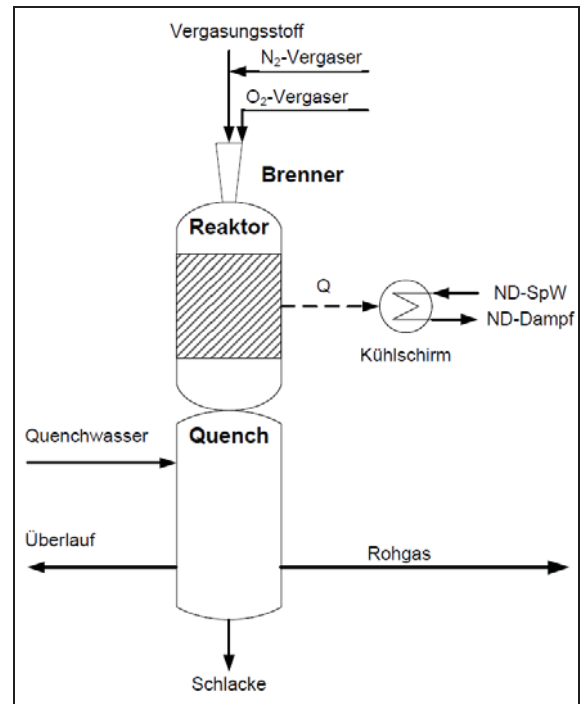 Vergasungsstoff
N₂-Vergaser
O₂-Vergaser
Brenner
Reaktor
Q
ND-SpW
ND-Dampf
Kühlschirm
Quenchwasser
Quench
Überlauf
Rohgas
Schlacke